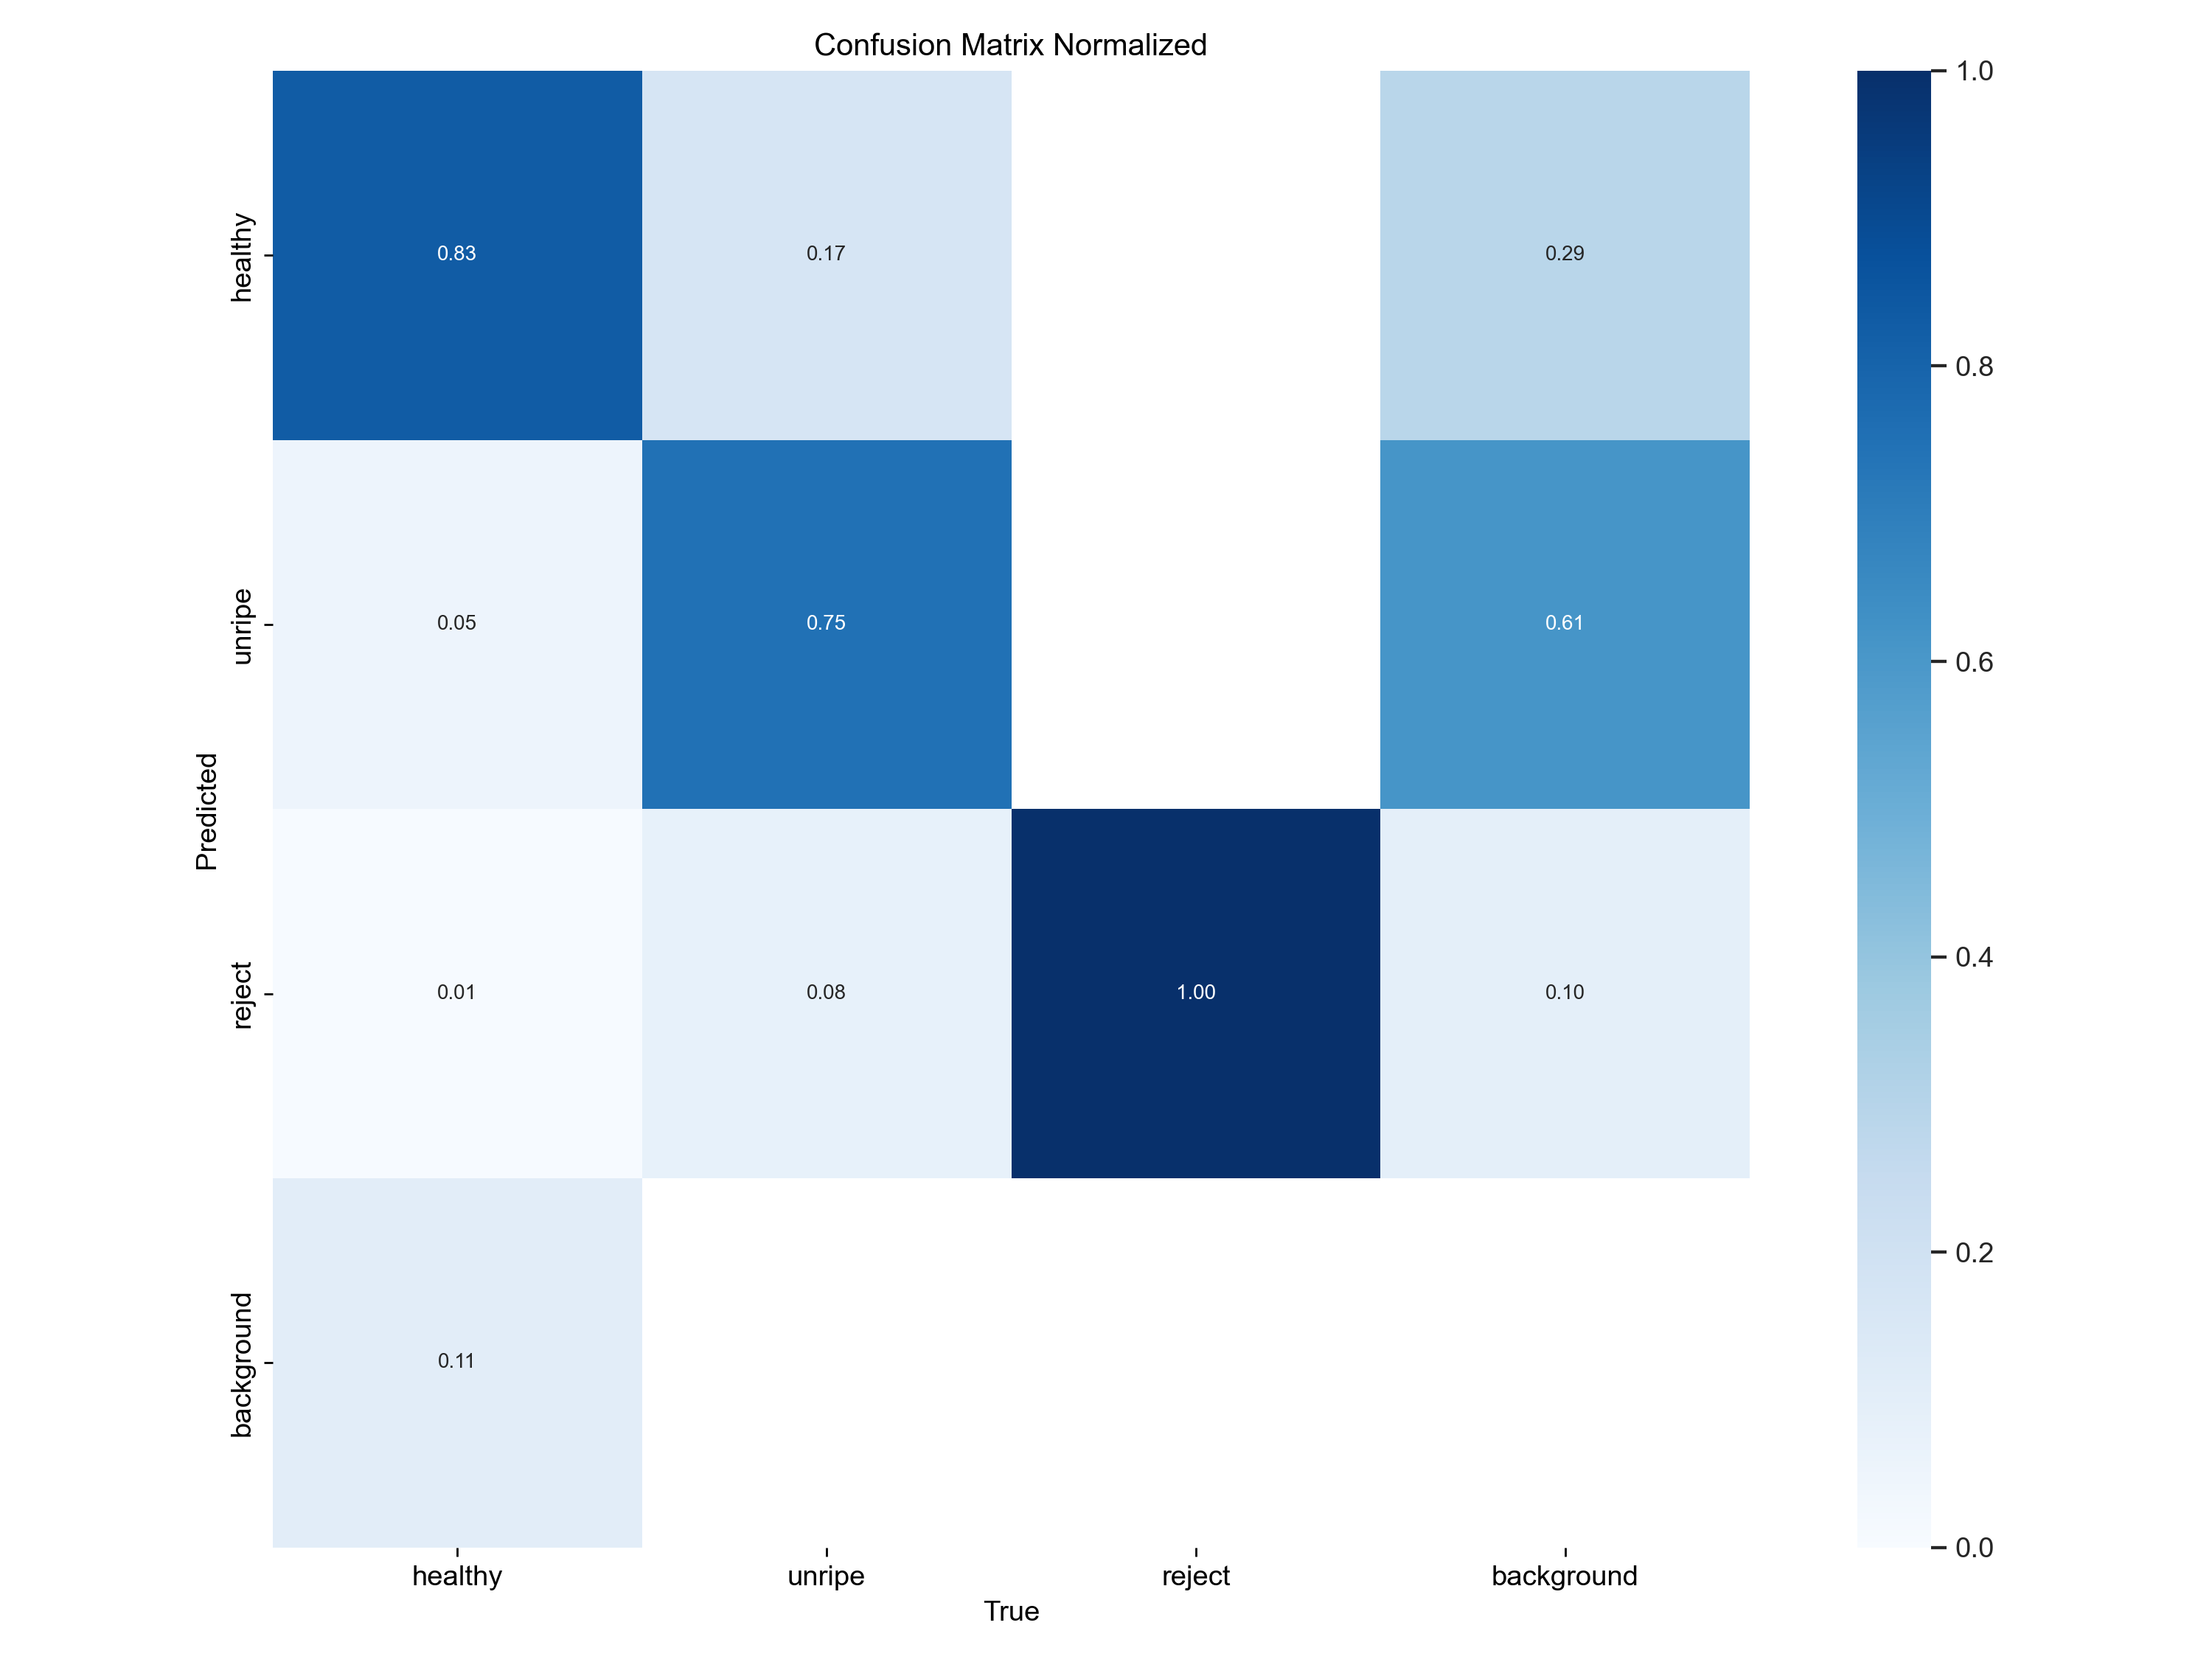 Confusion Matrix Normalized
healthy
0.83
0.17
0.29
unripe
0.05
0.75
0.61
reject
0.01
0.08
1.00
0.10
background
0.11
Predicted
healthy
unripe
reject
background
True
1.0
0.8
0.6
0.4
0.2
0.0